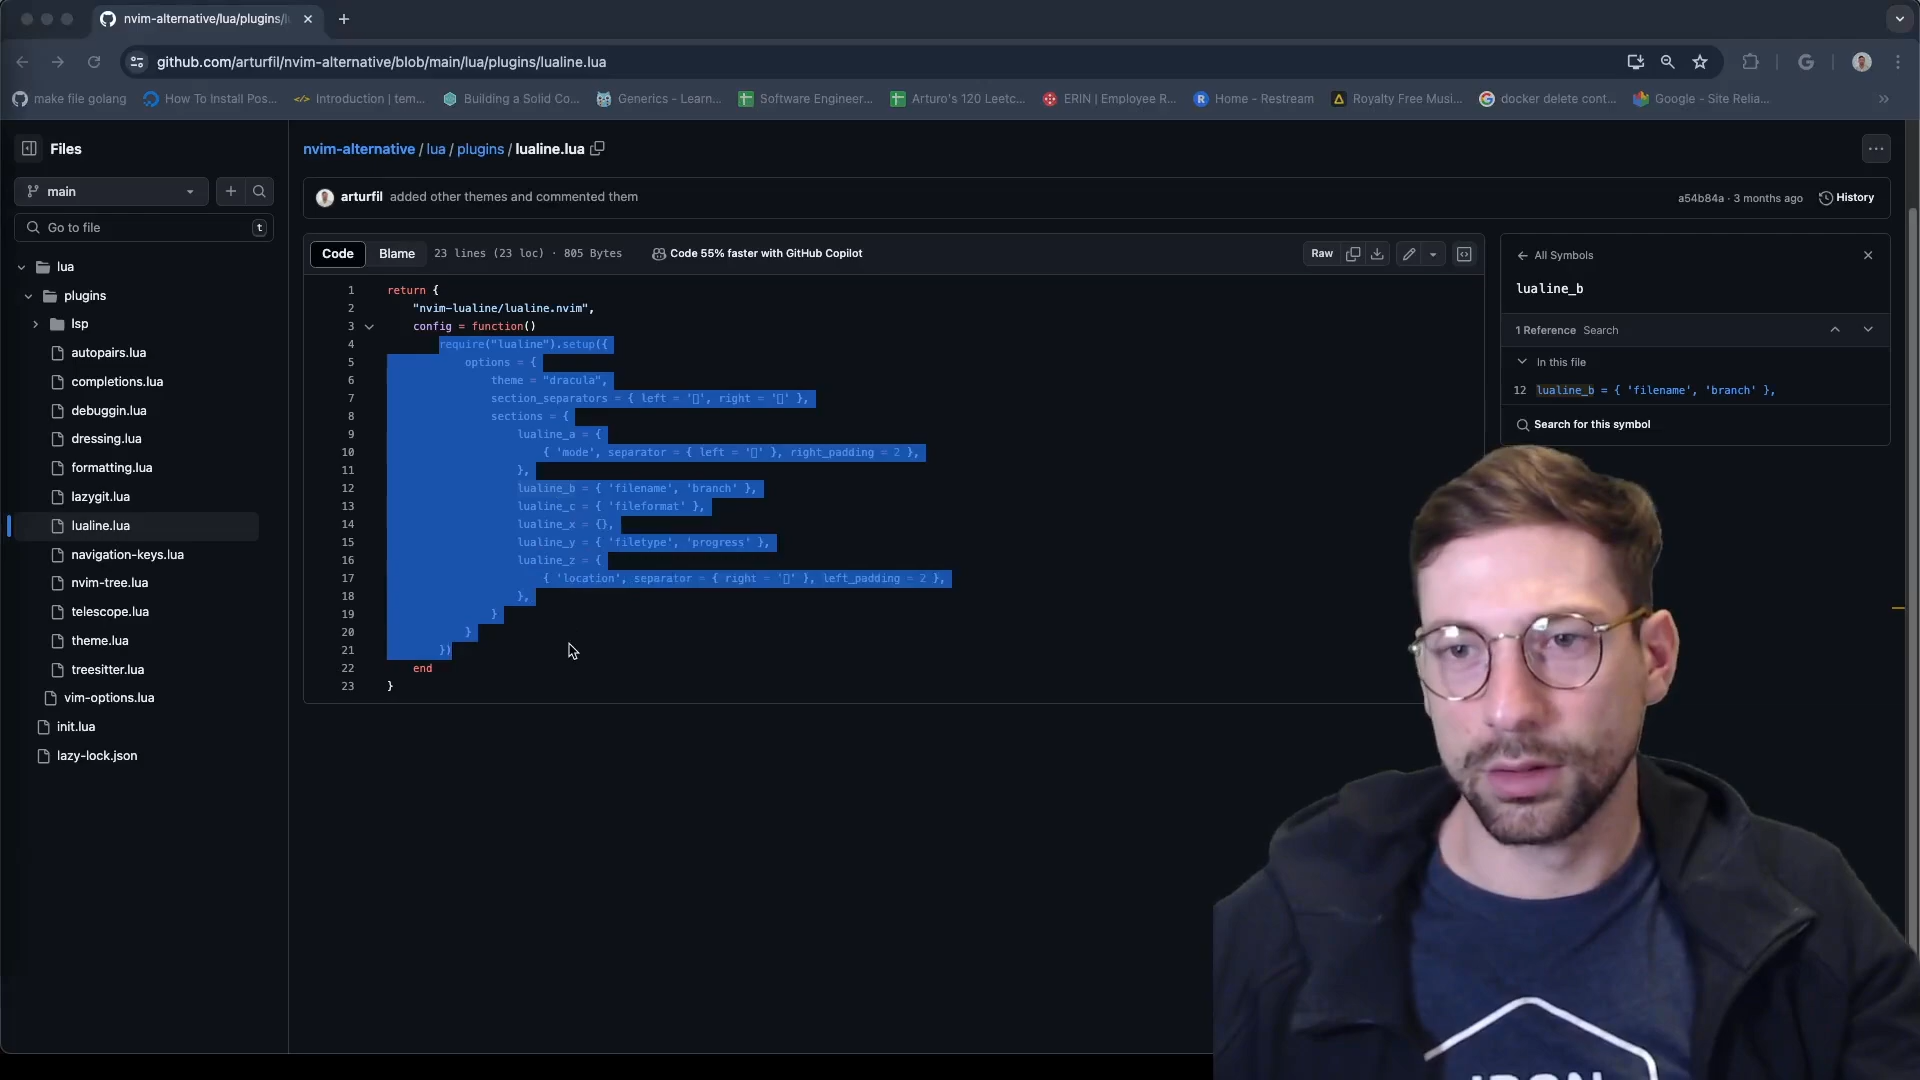 nvim-alternative/lua/plugins/l
github.com/arturfil/nvim-alternative/blob/main/lua/plugins/lualine.lua
make file golang
How To Install Pos...
Introduction | tem...
Building a Solid Co...
Generics - Learn...
Software Engineer...
Arturo's 120 Leetc...
ERIN | Employee R...
Home - Restream
Royalty Free Musi...
docker delete cont...
Google - Site Relia...
Files
main
Go to file
t
lua
plugins
lsp
autopairs.lua
completions.lua
debuggin.lua
dressing.lua
formatting.lua
lazygit.lua
lualine.lua
navigation-keys.lua
nvim-tree.lua
telescope.lua
theme.lua
treesitter.lua
vim-options.lua
init.lua
lazy-lock.json
nvim-alternative / lua / plugins / lualine.lua
arturfil added other themes and commented them
a54b84a · 3 months ago
History
Code
Blame
23 lines (23 loc) · 805 Bytes
Code 55% faster with GitHub Copilot
Raw
1 return {
2 "nvim-lualine/lualine.nvim",
3 config = function()
4 require("lualine").setup({
5 options = {
6 theme = "dracula",
7 section_separators = { left = '▯', right = '▯' },
8 sections = {
9 lualine_a = {
10 { 'mode', separator = { left = '▯' }, right_padding = 2 },
11 },
12 lualine_b = { 'filename', 'branch' },
13 lualine_c = { 'fileformat' },
14 lualine_x = {},
15 lualine_y = { 'filetype', 'progress' },
16 lualine_z = {
17 { 'location', separator = { right = '▯' }, left_padding = 2 },
18 },
19 }
20 }
21 })
22 end
23 }
All Symbols
lualine_b
1 Reference Search
In this file
12 lualine_b = { 'filename', 'branch' },
Search for this symbol